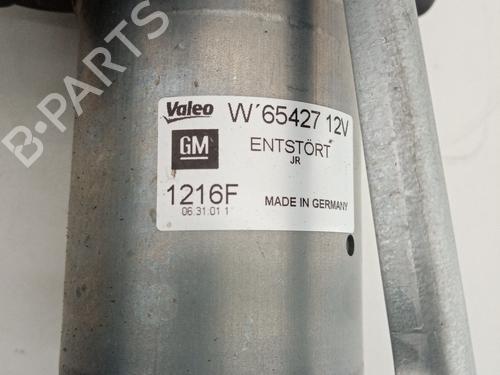 Valeo W´65427 12V
GM ENTSTÖRT
JR
1216F MADE IN GERMANY
06.31.01 1
B-PARTS